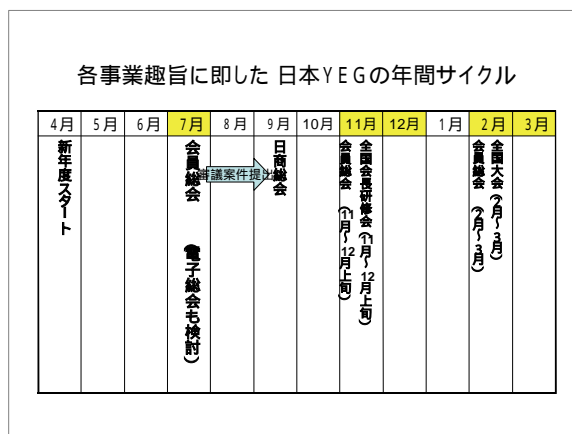 各事業趣旨に即した 日本YEGの年間サイクル
4月 5月 6月 7月 8月 9月 10月 11月 12月 1月 2月 3月
新年度スタート
会員総会 (電子総会も検討)
審議案件提出
日商総会
全国会長研修会(11月~12月上旬)
会員総会 (11月~12月上旬)
全国大会(2月~3月)
会員総会 (2月~3月)